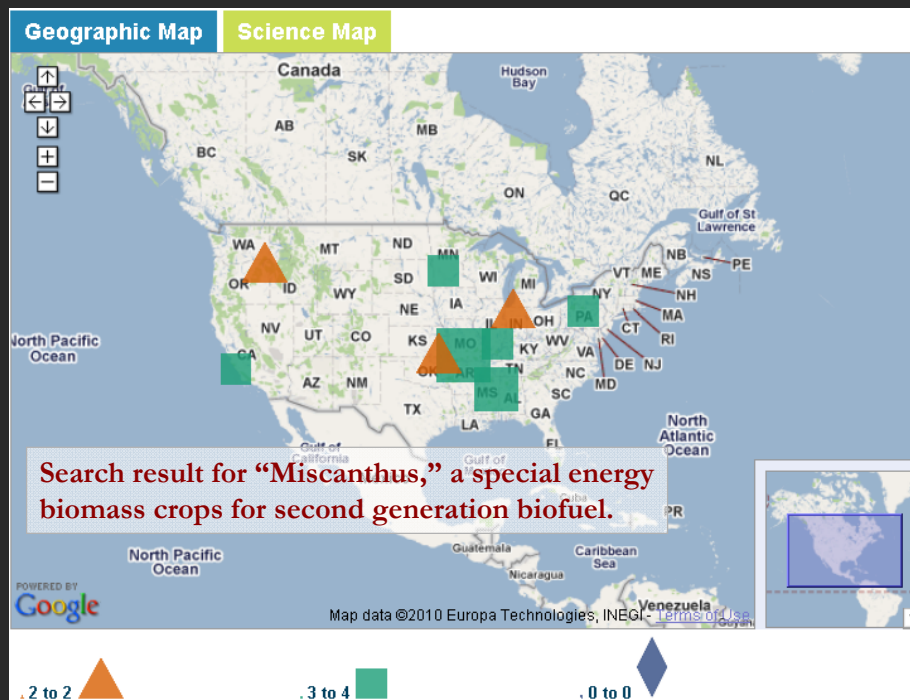 Geographic Map Science Map
Canada
Hudson
Bay
AB
MB
BC
SK
NL
ON
QC
Gulf of St
Lawrence
WA
MT
ND
MN
NB
PE
VT ME
NS
OR
ID
SD
WI
MI
NY
NH
WY
IA
MA
NE
PA
IL IN OH
CT
RI
North Pacific
Ocean
NV
UT
CO
KS
MO
KY
WV
VA
DE NJ
CA
MD
OK
AR
TN
NC
AZ
NM
MS
AL
SC
TX
GA
LA
North
Atlantic
Ocean
FL
Gulf of
California
Gulf of
Search result for “Miscanthus,” a special energy
biomass crops for second generation biofuel.
Cuba
PR
North Pacific
Ocean
Guatemala
Caribbean
Sea
Nicaragua
POWERED BY
Google
Map data ©2010 Europa Technologies, INEGI - Terms of Use
Venezuela
2 to 2
3 to 4
0 to 0